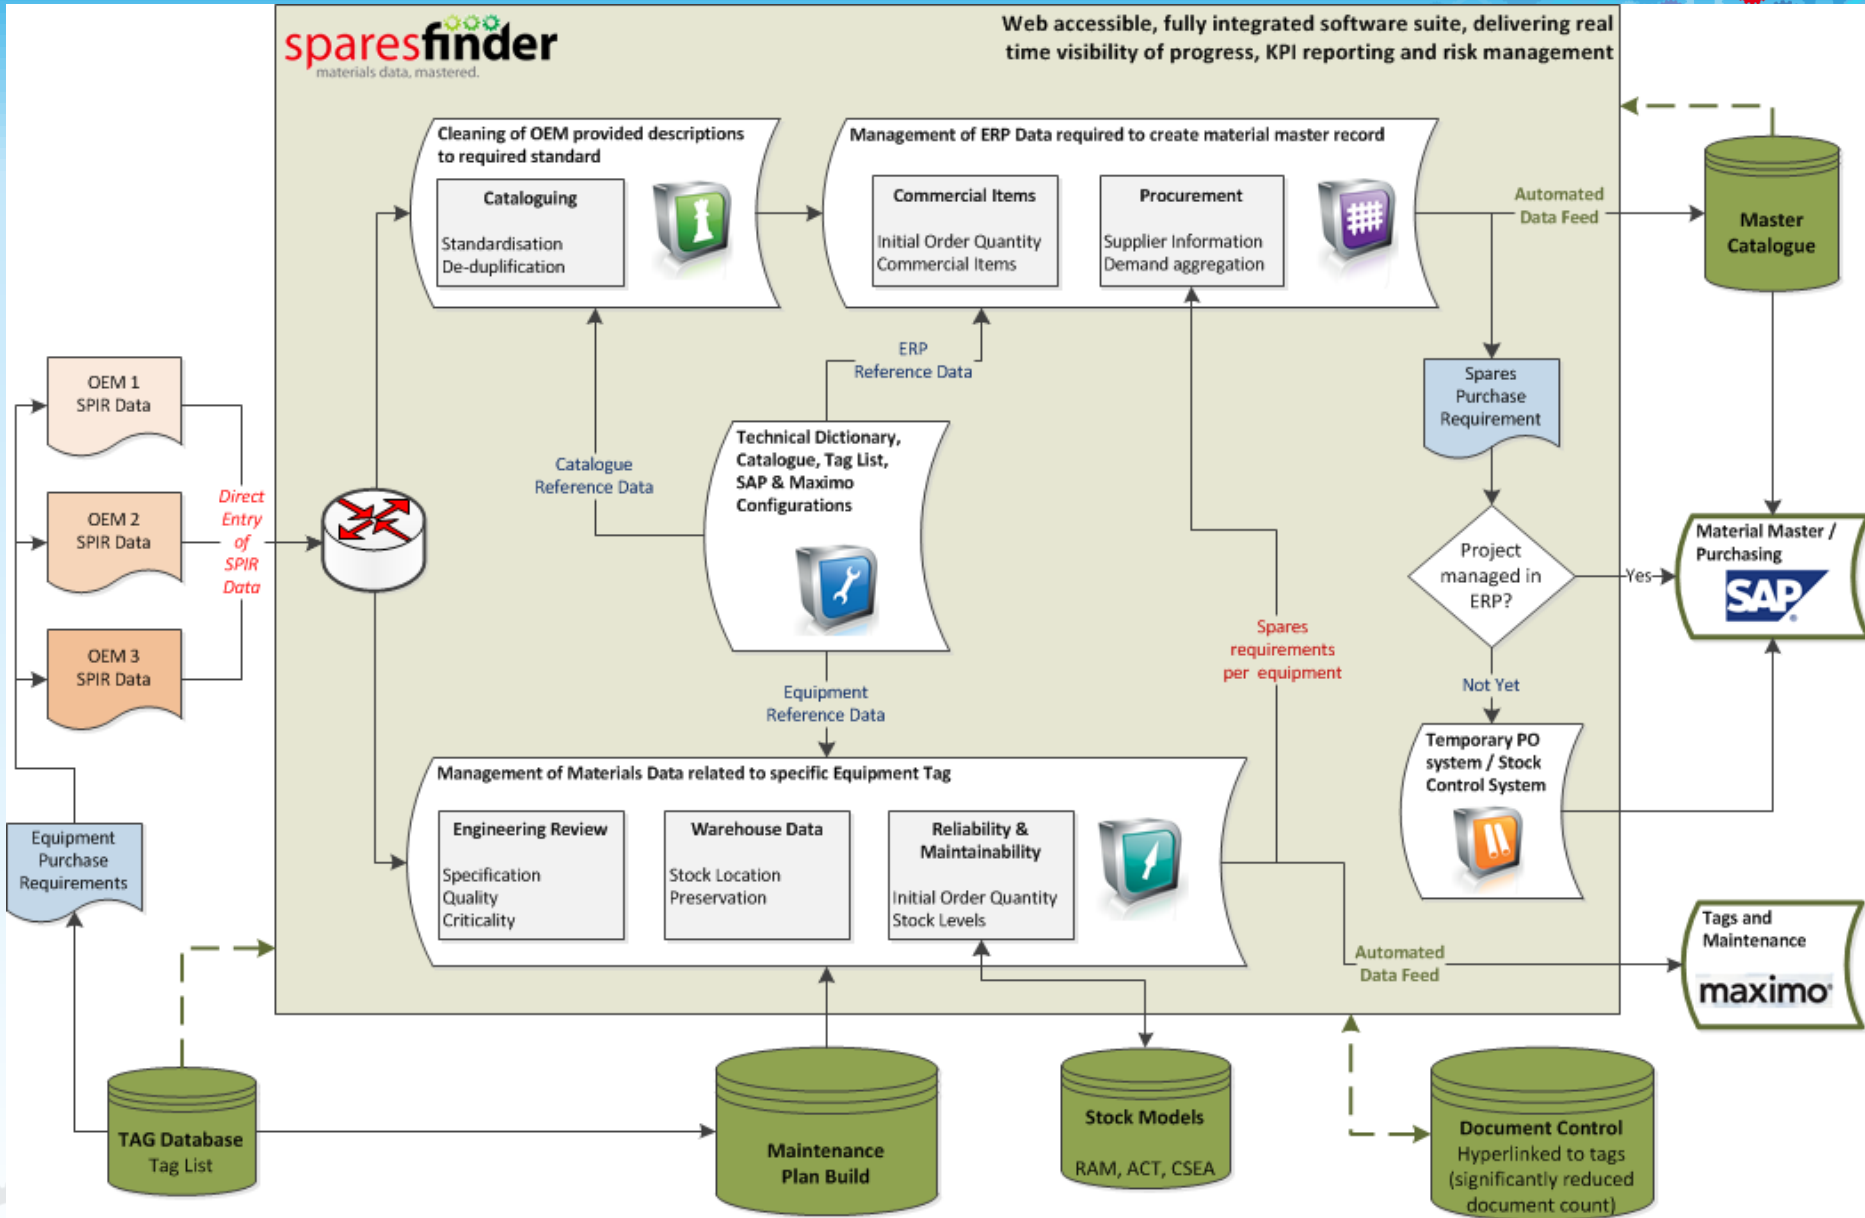 sparesfinder
materials data, mastered.
Web accessible, fully integrated software suite, delivering real
time visibility of progress, KPI reporting and risk management
Cleaning of OEM provided descriptions
to required standard
Cataloguing
Standardisation
De-duplification
Management of ERP Data required to create material master record
Commercial Items
Initial Order Quantity
Commercial Items
Procurement
Supplier Information
Demand aggregation
Automated
Data Feed
Master
Catalogue
OEM 1
SPIR Data
OEM 2
SPIR Data
OEM 3
SPIR Data
Direct
Entry
of
SPIR
Data
ERP
Reference Data
Catalogue
Reference Data
Technical Dictionary,
Catalogue, Tag List,
SAP & Maximo
Configurations
Equipment
Reference Data
Spares
Purchase
Requirement
Project
managed in
ERP?
Yes
Material Master /
Purchasing
SAP
Not Yet
Temporary PO
system / Stock
Control System
Spares
requirements
per equipment
Management of Materials Data related to specific Equipment Tag
Engineering Review
Specification
Quality
Criticality
Warehouse Data
Stock Location
Preservation
Reliability &
Maintainability
Initial Order Quantity
Stock Levels
Equipment
Purchase
Requirements
Automated
Data Feed
Tags and
Maintenance
maximo
TAG Database
Tag List
Maintenance
Plan Build
Stock Models
RAM, ACT, CSEA
Document Control
Hyperlinked to tags
(significantly reduced
document count)